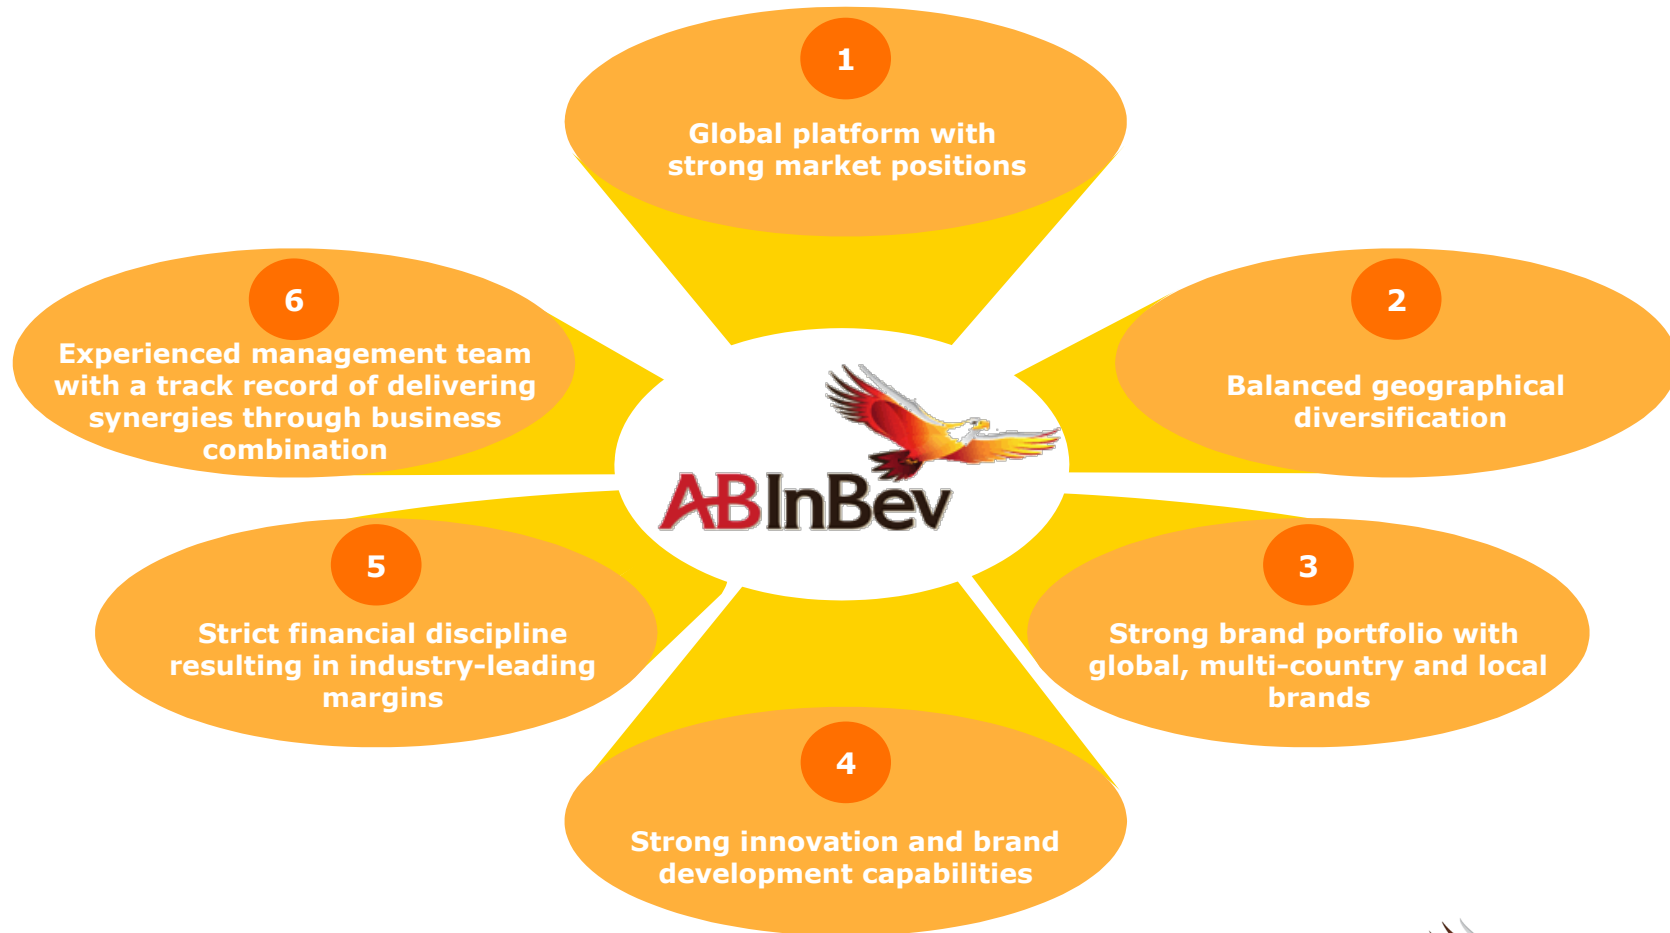 1
Global platform with
strong market positions
2
Balanced geographical
diversification
3
Strong brand portfolio with
global, multi-country and local
brands
4
Strong innovation and brand
development capabilities
5
Strict financial discipline
resulting in industry-leading
margins
6
Experienced management team
with a track record of delivering
synergies through business
combination
ABInBev